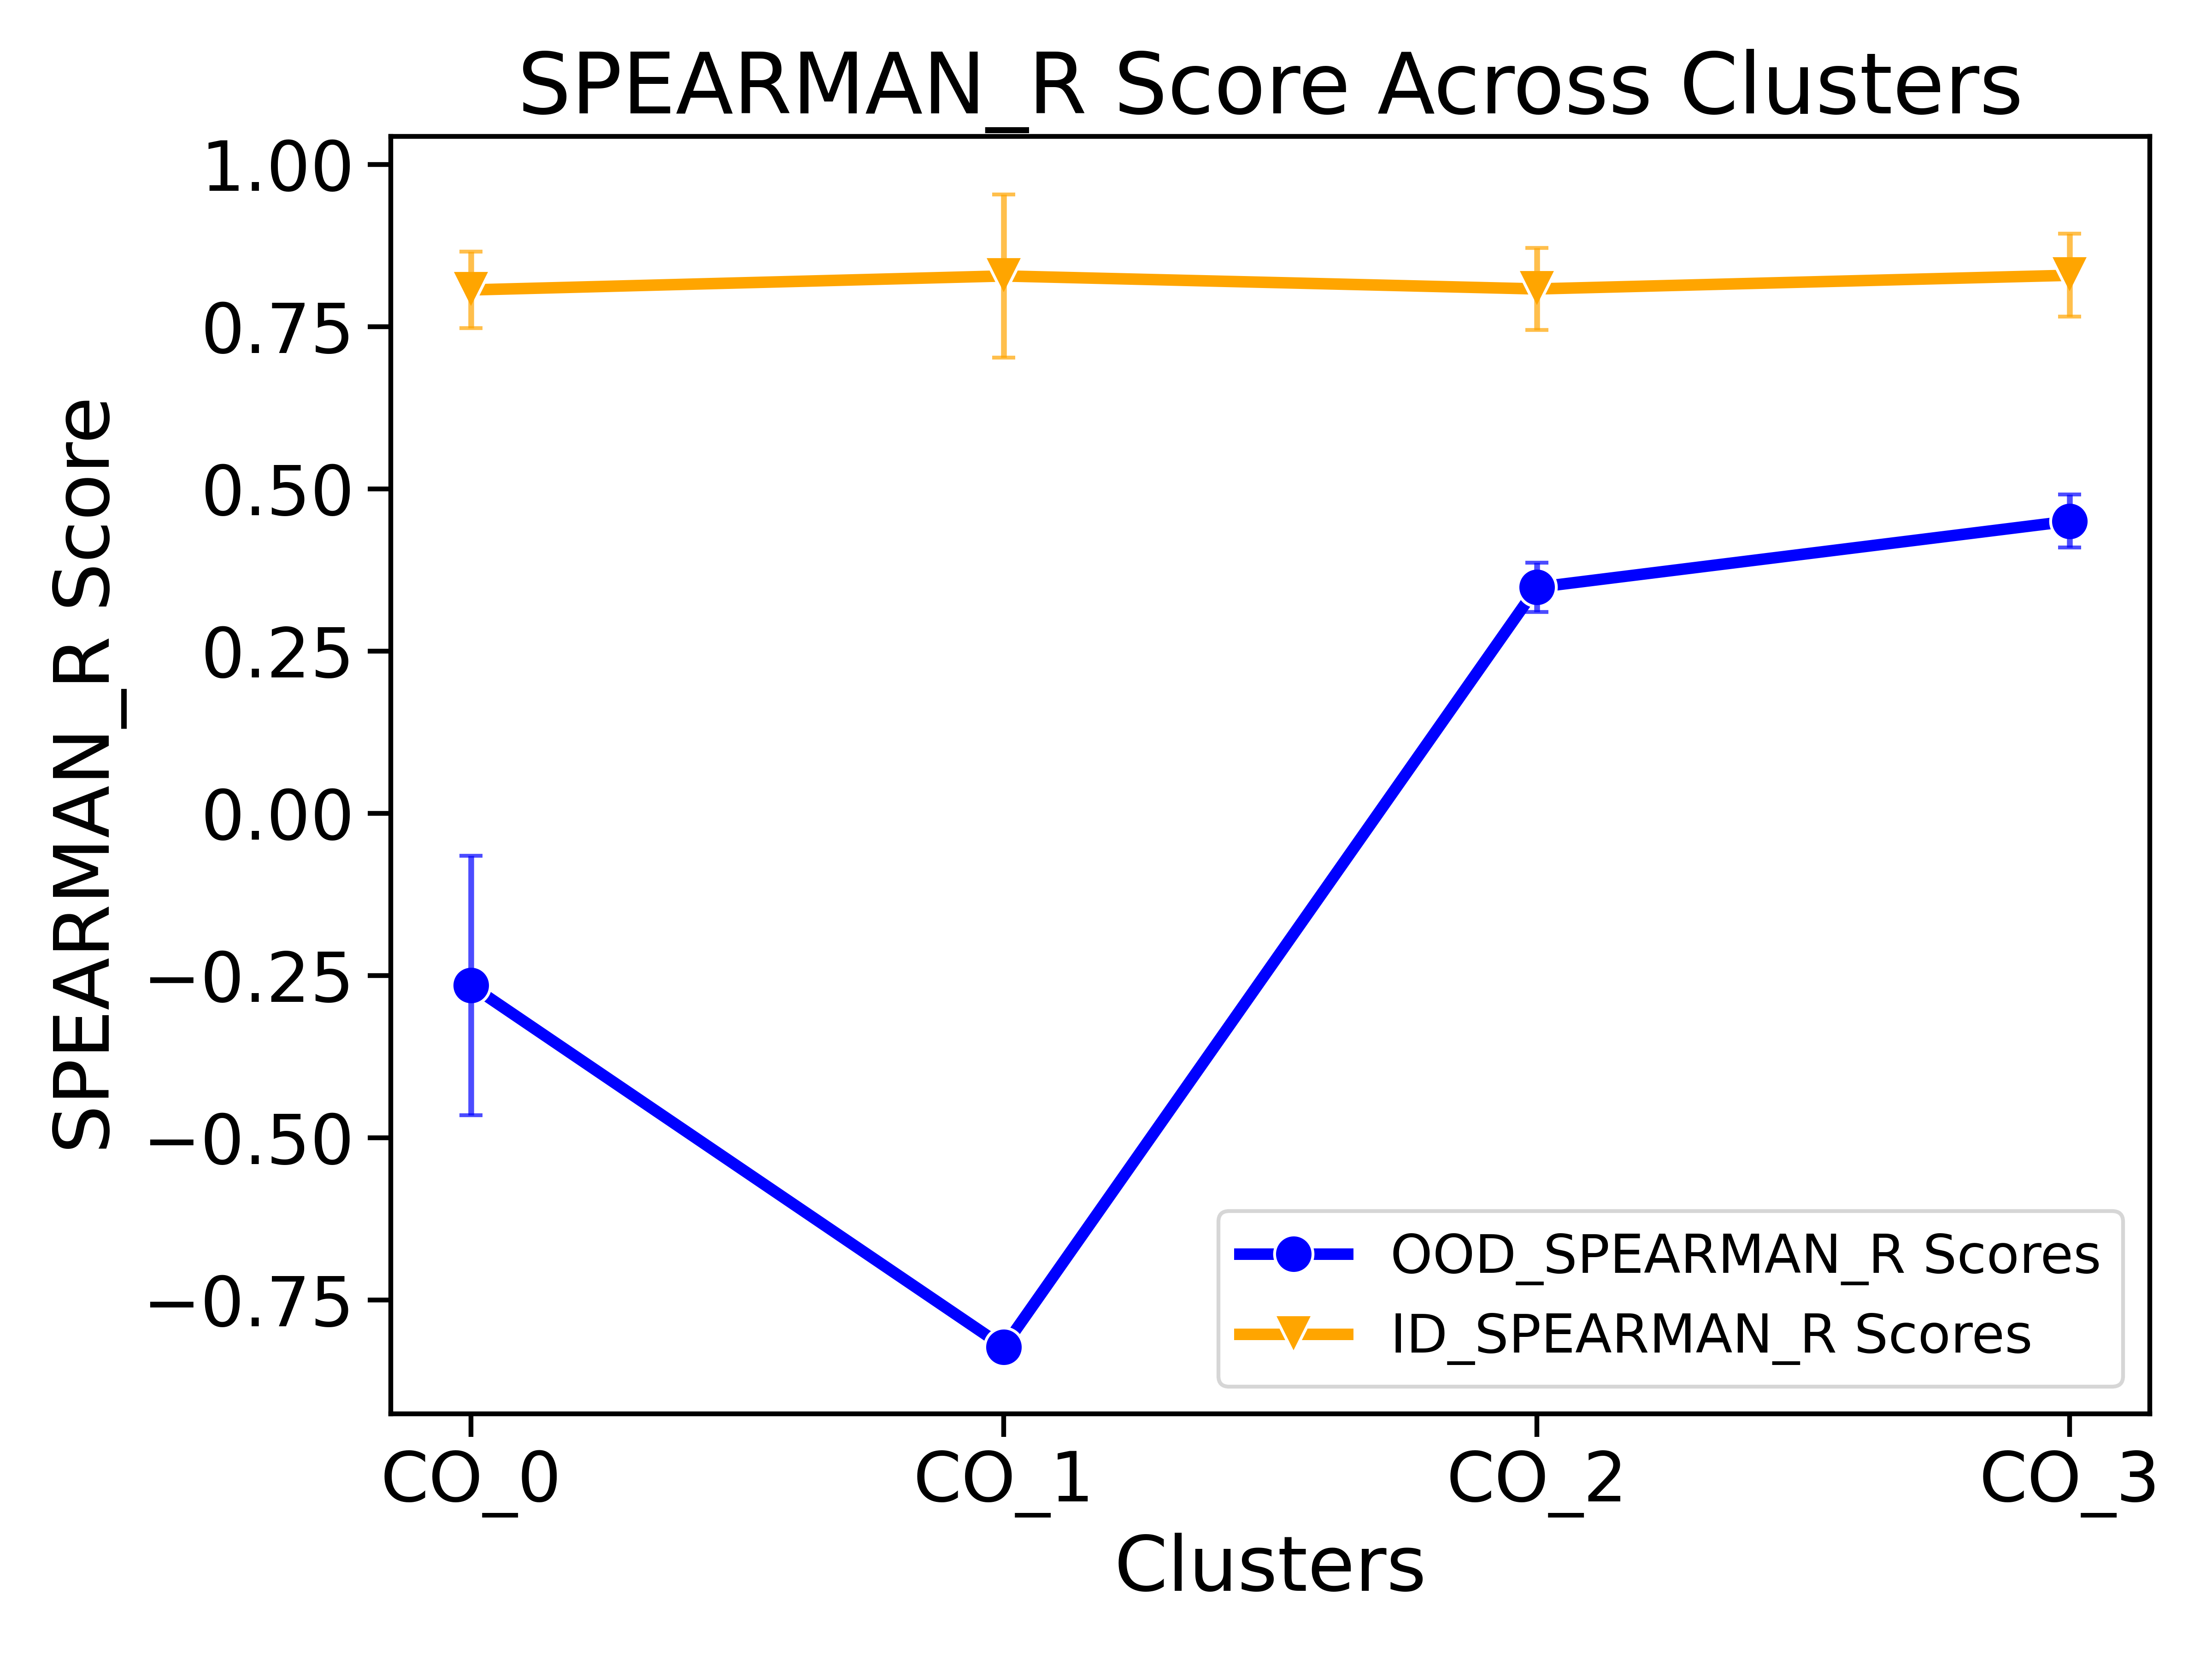 SPEARMAN_R Score Across Clusters
SPEARMAN_R Score
1.00
0.75
0.50
0.25
0.00
−0.25
−0.50
−0.75
OOD_SPEARMAN_R Scores
ID_SPEARMAN_R Scores
CO_0 CO_1 CO_2 CO_3
Clusters